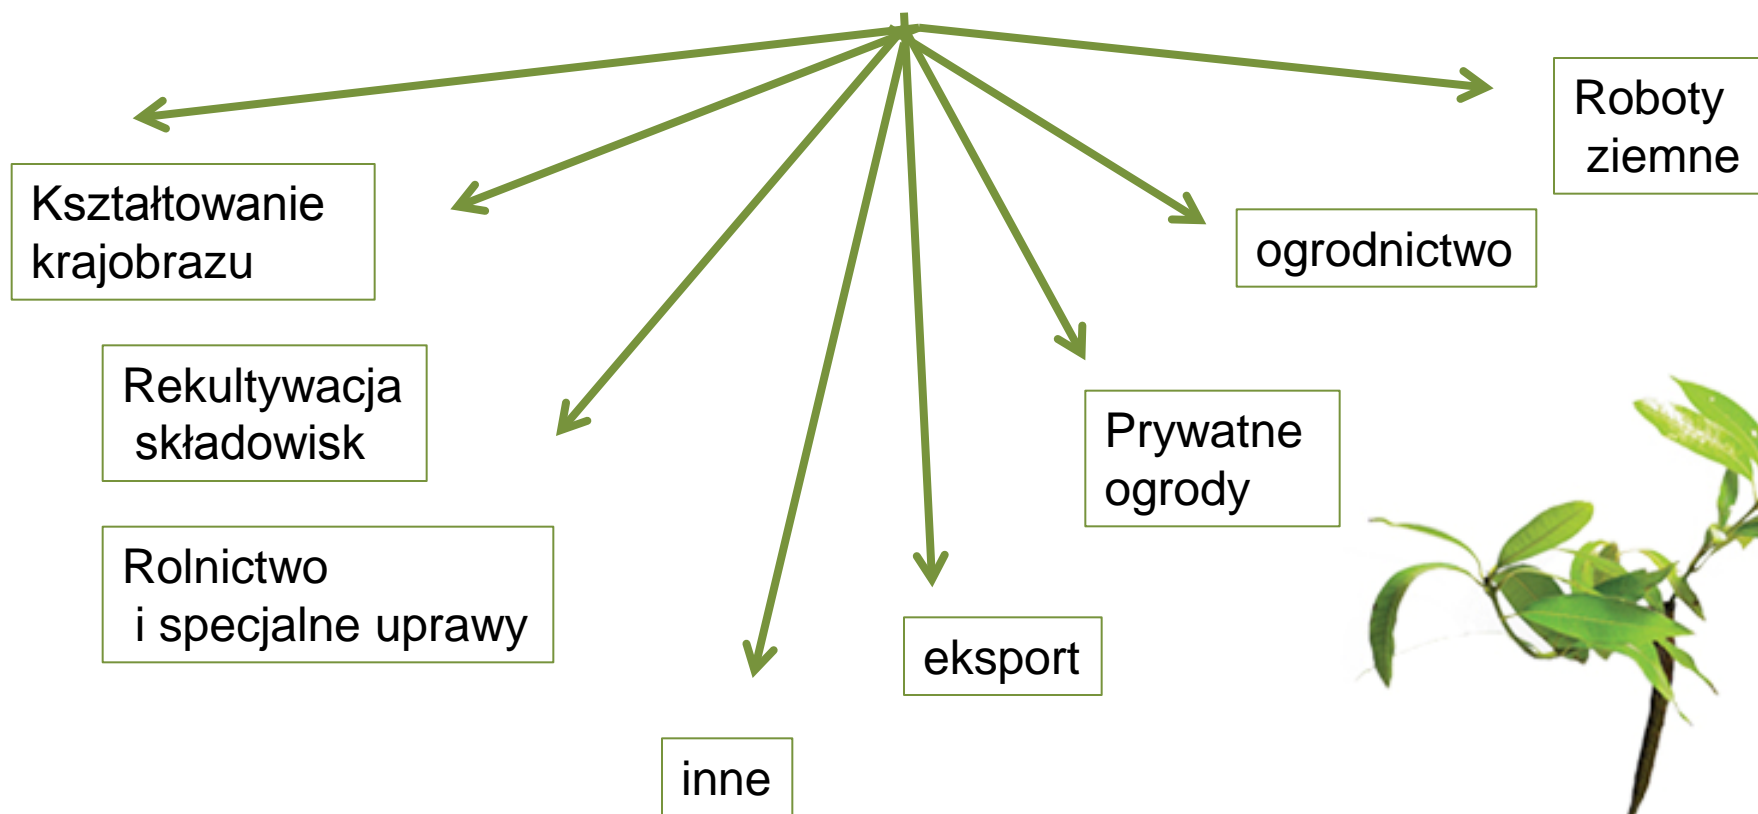 Kształtowanie
krajobrazu
Rekultywacja
składowisk
Rolnictwo
i specjalne uprawy
inne
eksport
Prywatne
ogrody
ogrodnictwo
Roboty
ziemne